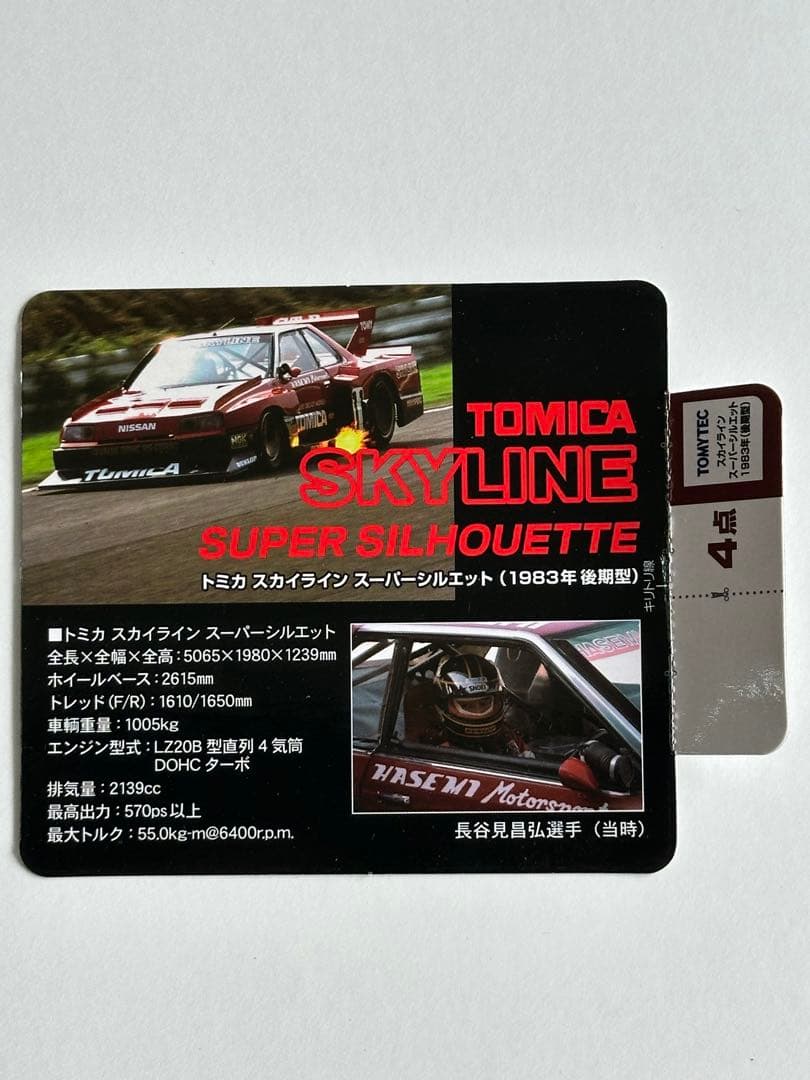 TOMICA
SKYLINE
SUPER SILHOUETTE
トミカ スカイライン スーパーシルエット（1983年 後期型）
NISSAN
TOMICA
TOMICA
SKYLINE
TOMY
NGK
DUNLOP
■トミカ スカイライン スーパーシルエット
全長×全幅×全高：5065×1980×1239mm
ホイールベース：2615mm
トレッド（F/R）：1610/1650mm
車輌重量：1005kg
エンジン型式：LZ20B 型直列 4 気筒
DOHC ターボ
排気量：2139cc
最高出力：570ps以上
最大トルク：55.0kg-m@6400r.p.m.
SHOEI
HASEMI Motorsport
長谷見昌弘選手（当時）
キリトリ線
TOMYTEC
スカイライン
スーパーシルエット
1983年（後期型）
4点